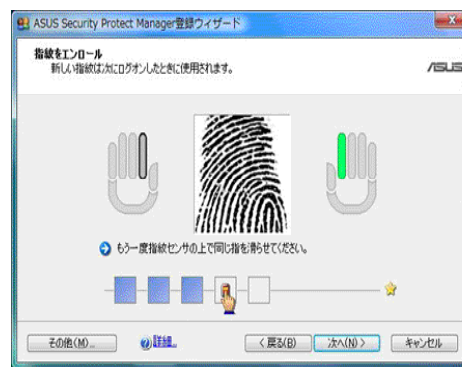 ASUS Security Protect Manager登録ウィザード
指紋をエンロール
新しい指紋は次にログオンしたときに使用されます。
ASUS
もう一度指紋センサの上で同じ指を滑らせてください。
その他(M)...
詳細...
< 戻る(B)
次へ(N) >
キャンセル